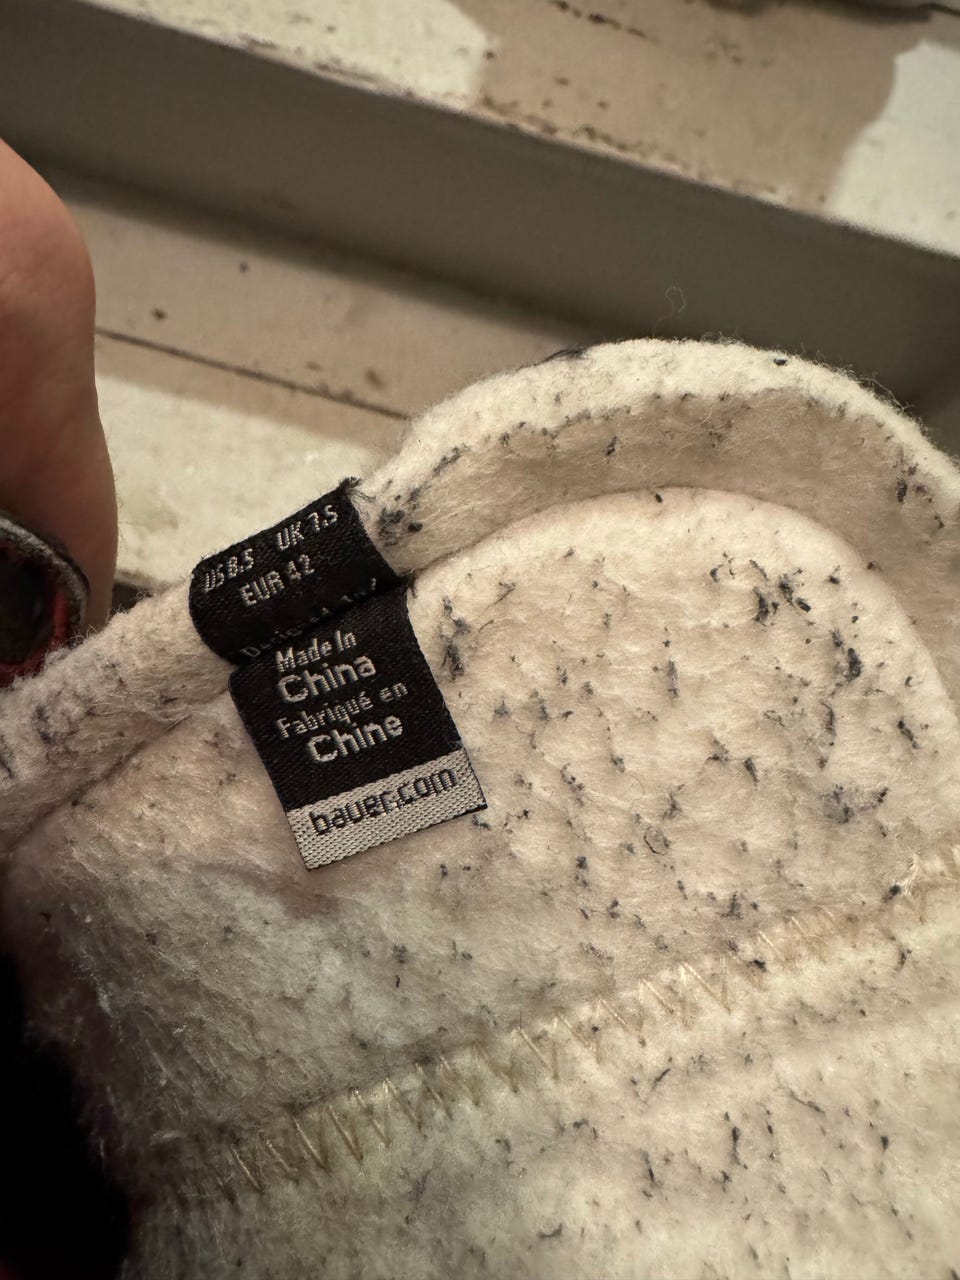 US 8.5 UK 7.5
EUR 42
Made In
China
Fabriqué en
Chine
bauer.com